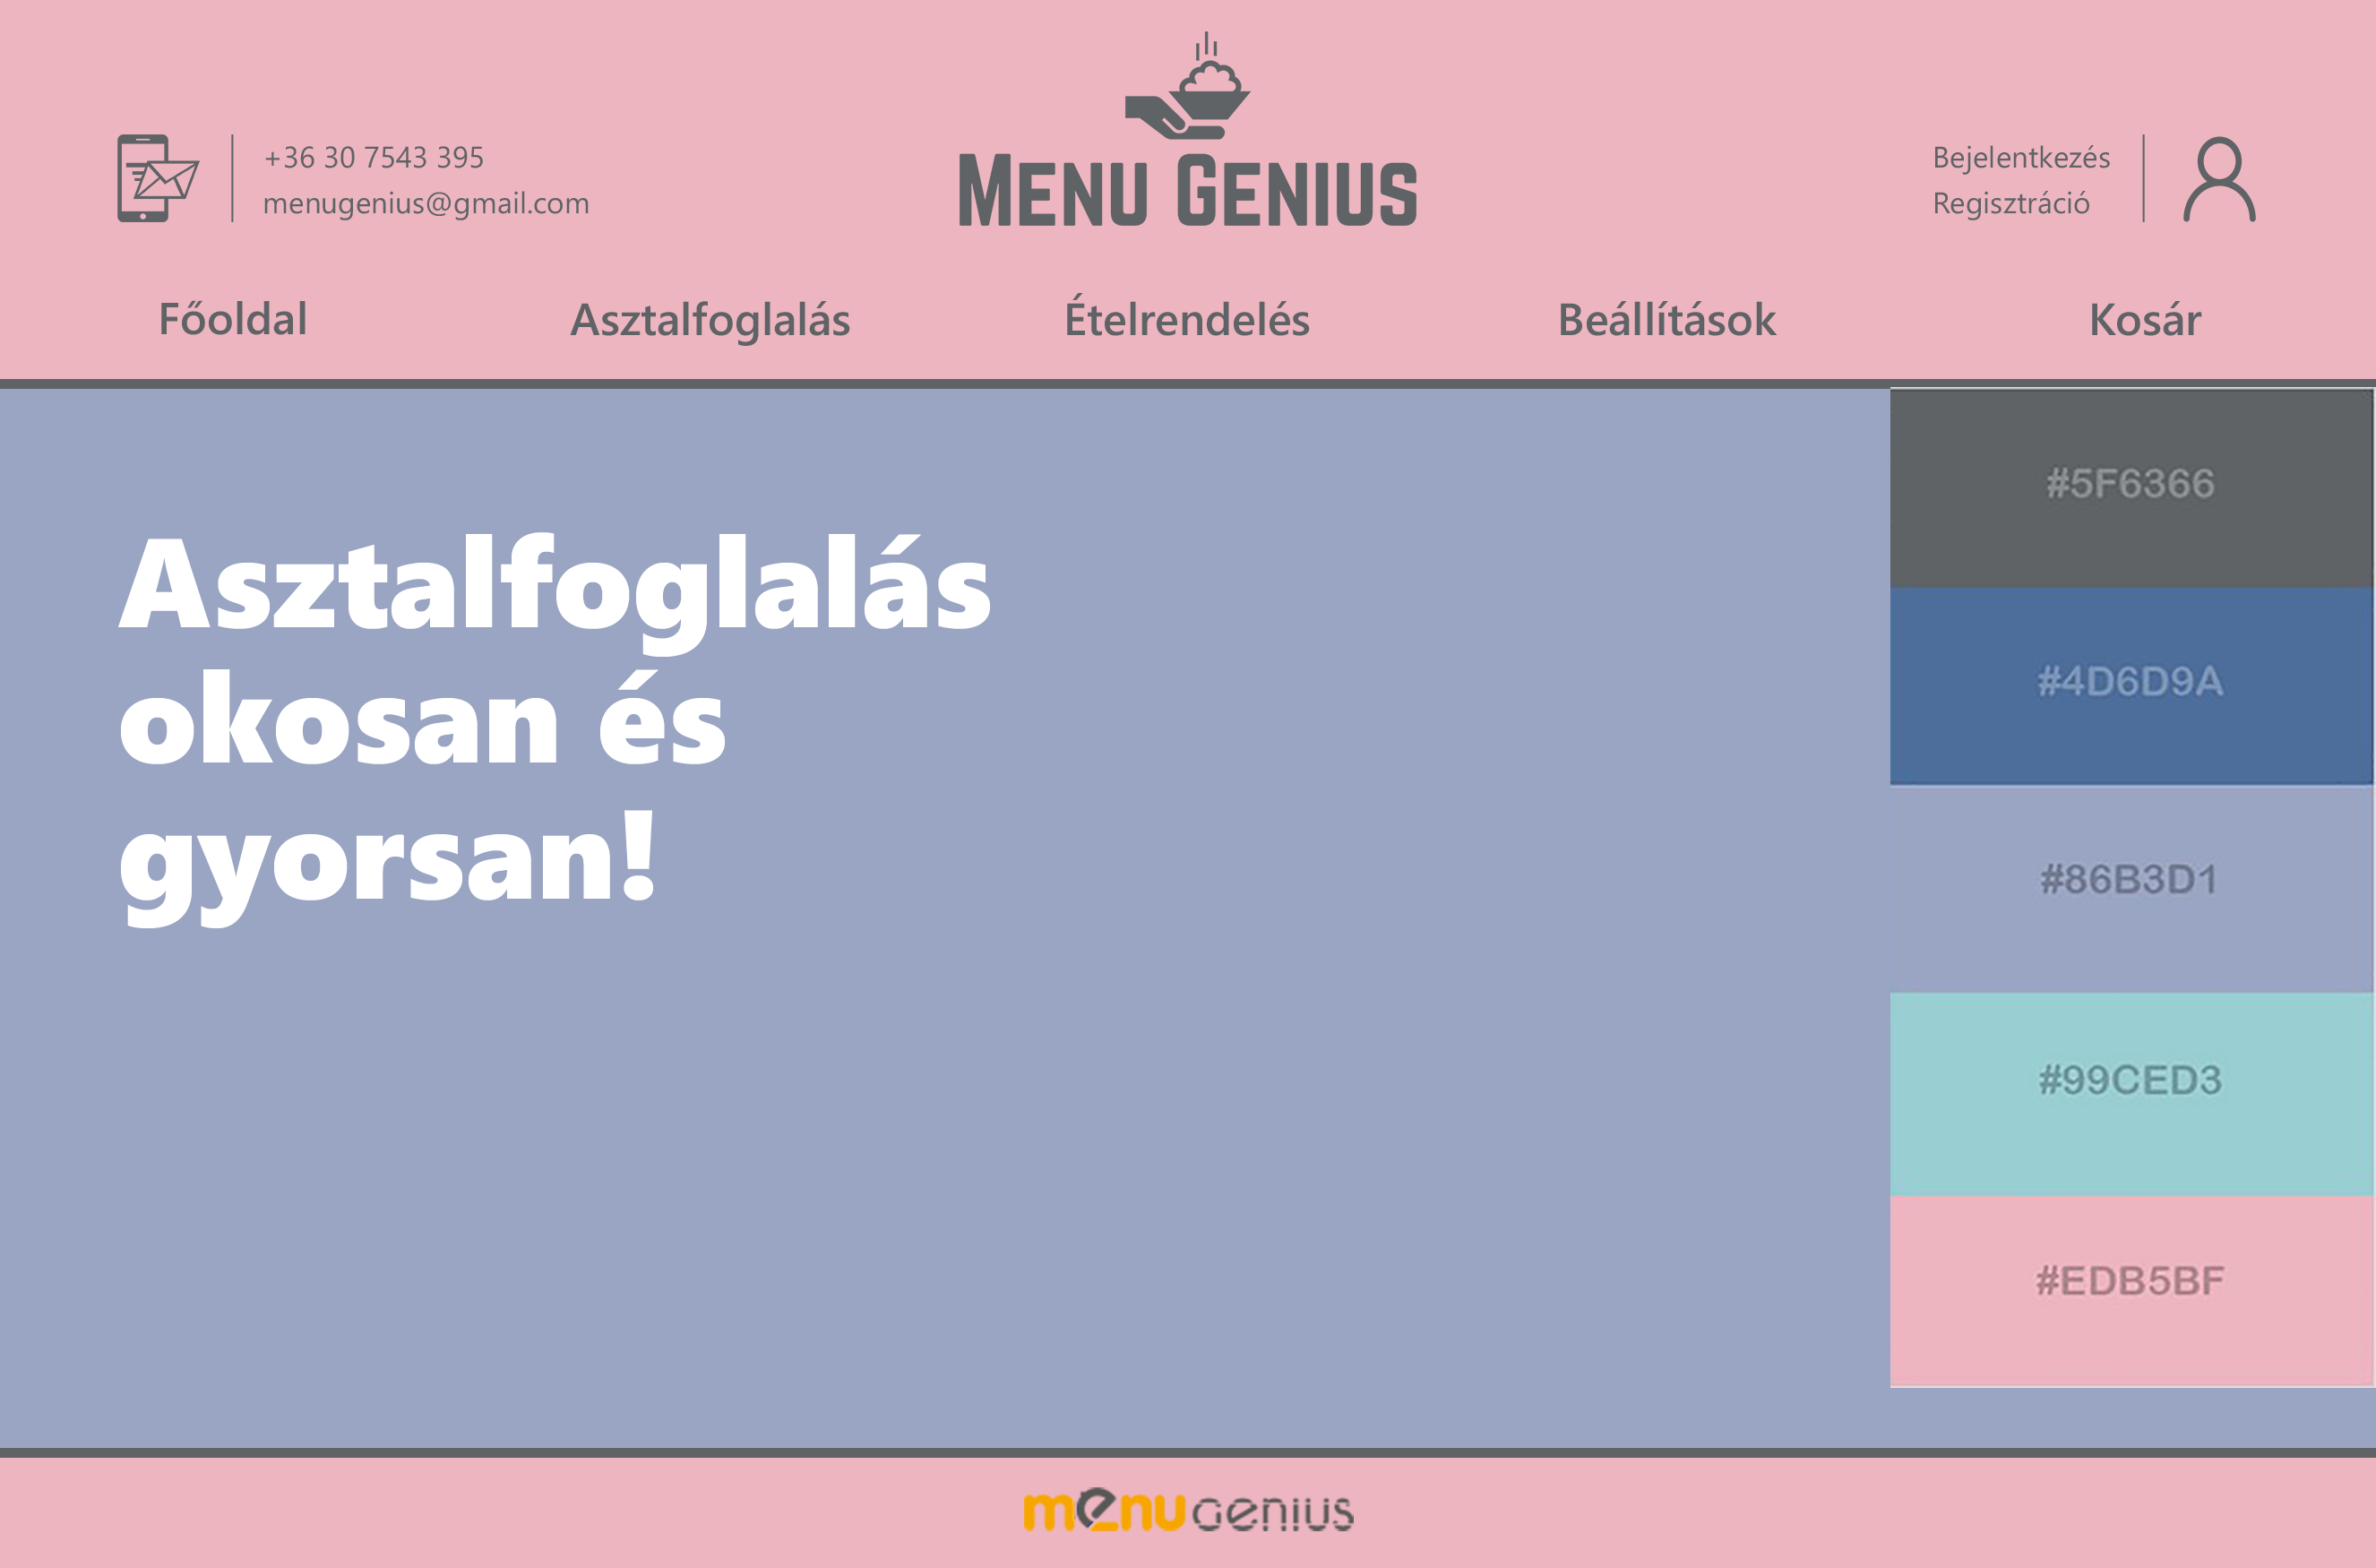 +36 30 7543 395
menugenius@gmail.com
MENU GENIUS
Bejelentkezés
Regisztráció
Főoldal
Asztalfoglalás
Ételrendelés
Beállítások
Kosár
Asztalfoglalás
okosan és
gyorsan!
#5F6366
#4D6D9A
#86B3D1
#99CED3
#EDB5BF
menu genius